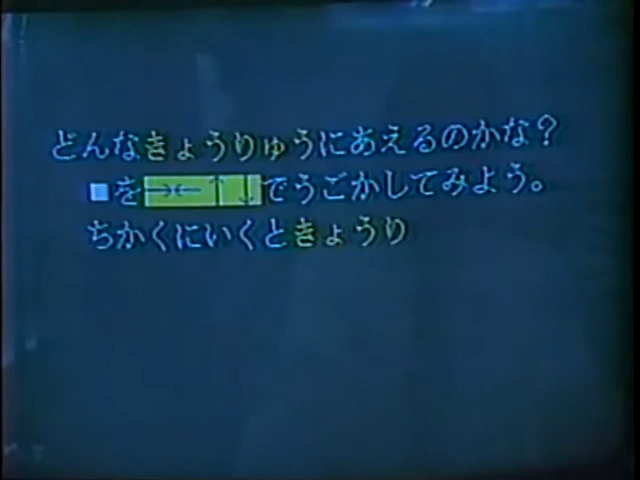 どんなきょうりゅうにあえるのかな?
■を→←↑↓でうごかしてみよう。
ちかくにいくときょうり